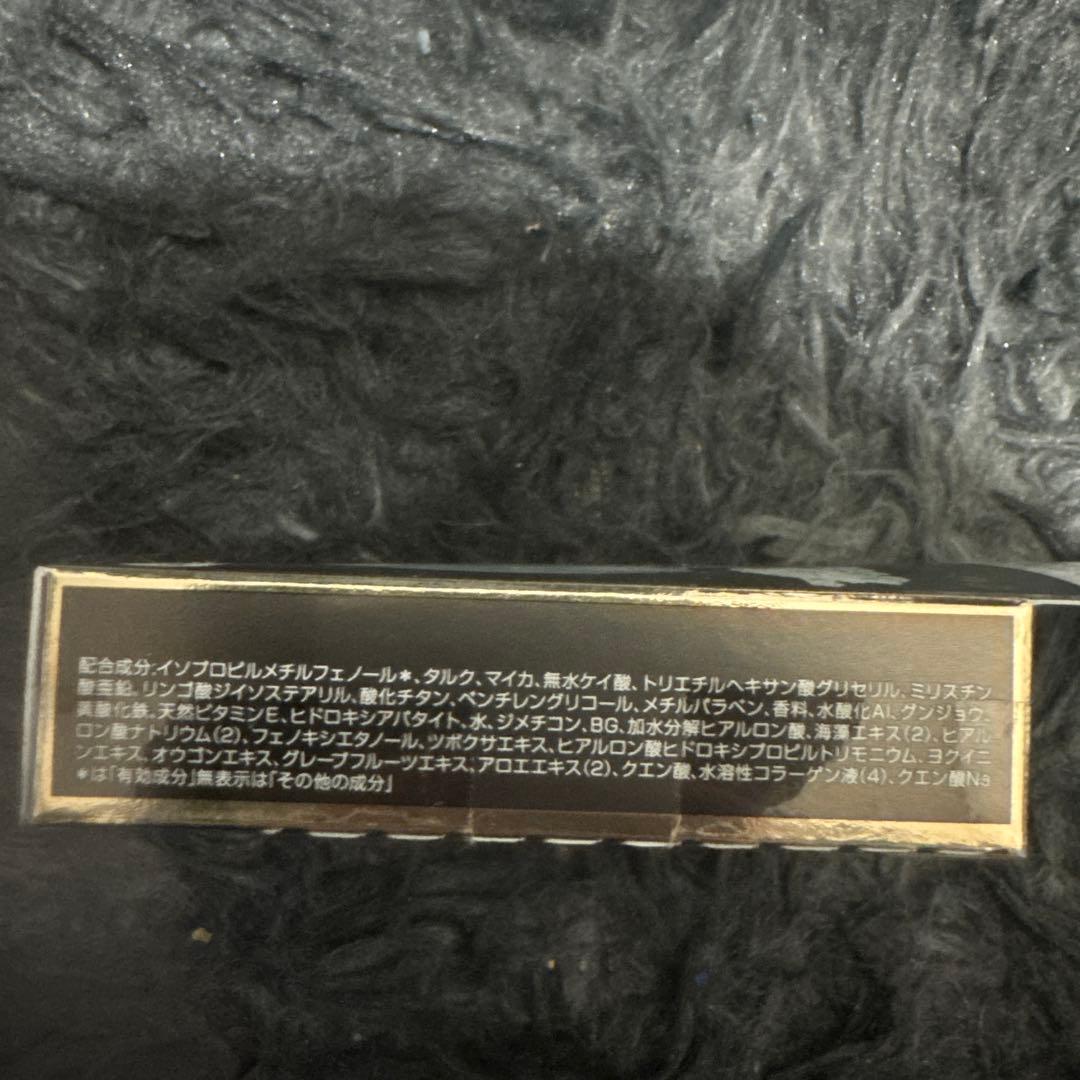 配合成分:イソプロピルメチルフェノール*、タルク、マイカ、無水ケイ酸、トリエチルヘキサン酸グリセリル、ミリスチン
酸亜鉛、リンゴ酸ジイソステアリル、酸化チタン、ペンチレングリコール、メチルパラベン、香料、水酸化Al、グンジョウ、
黄酸化鉄、天然ビタミンE、ヒドロキシアパタイト、水、ジメチコン、BG、加水分解ヒアルロン酸、海藻エキス(2)、ヒアル
ロン酸ナトリウム(2)、フェノキシエタノール、ツボクサエキス、ヒアルロン酸ヒドロキシプロピルトリモニウム、ヨクイニ
ンエキス、オウゴンエキス、グレープフルーツエキス、アロエエキス(2)、クエン酸、水溶性コラーゲン液(4)、クエン酸Na
*は「有効成分」無表示は「その他の成分」